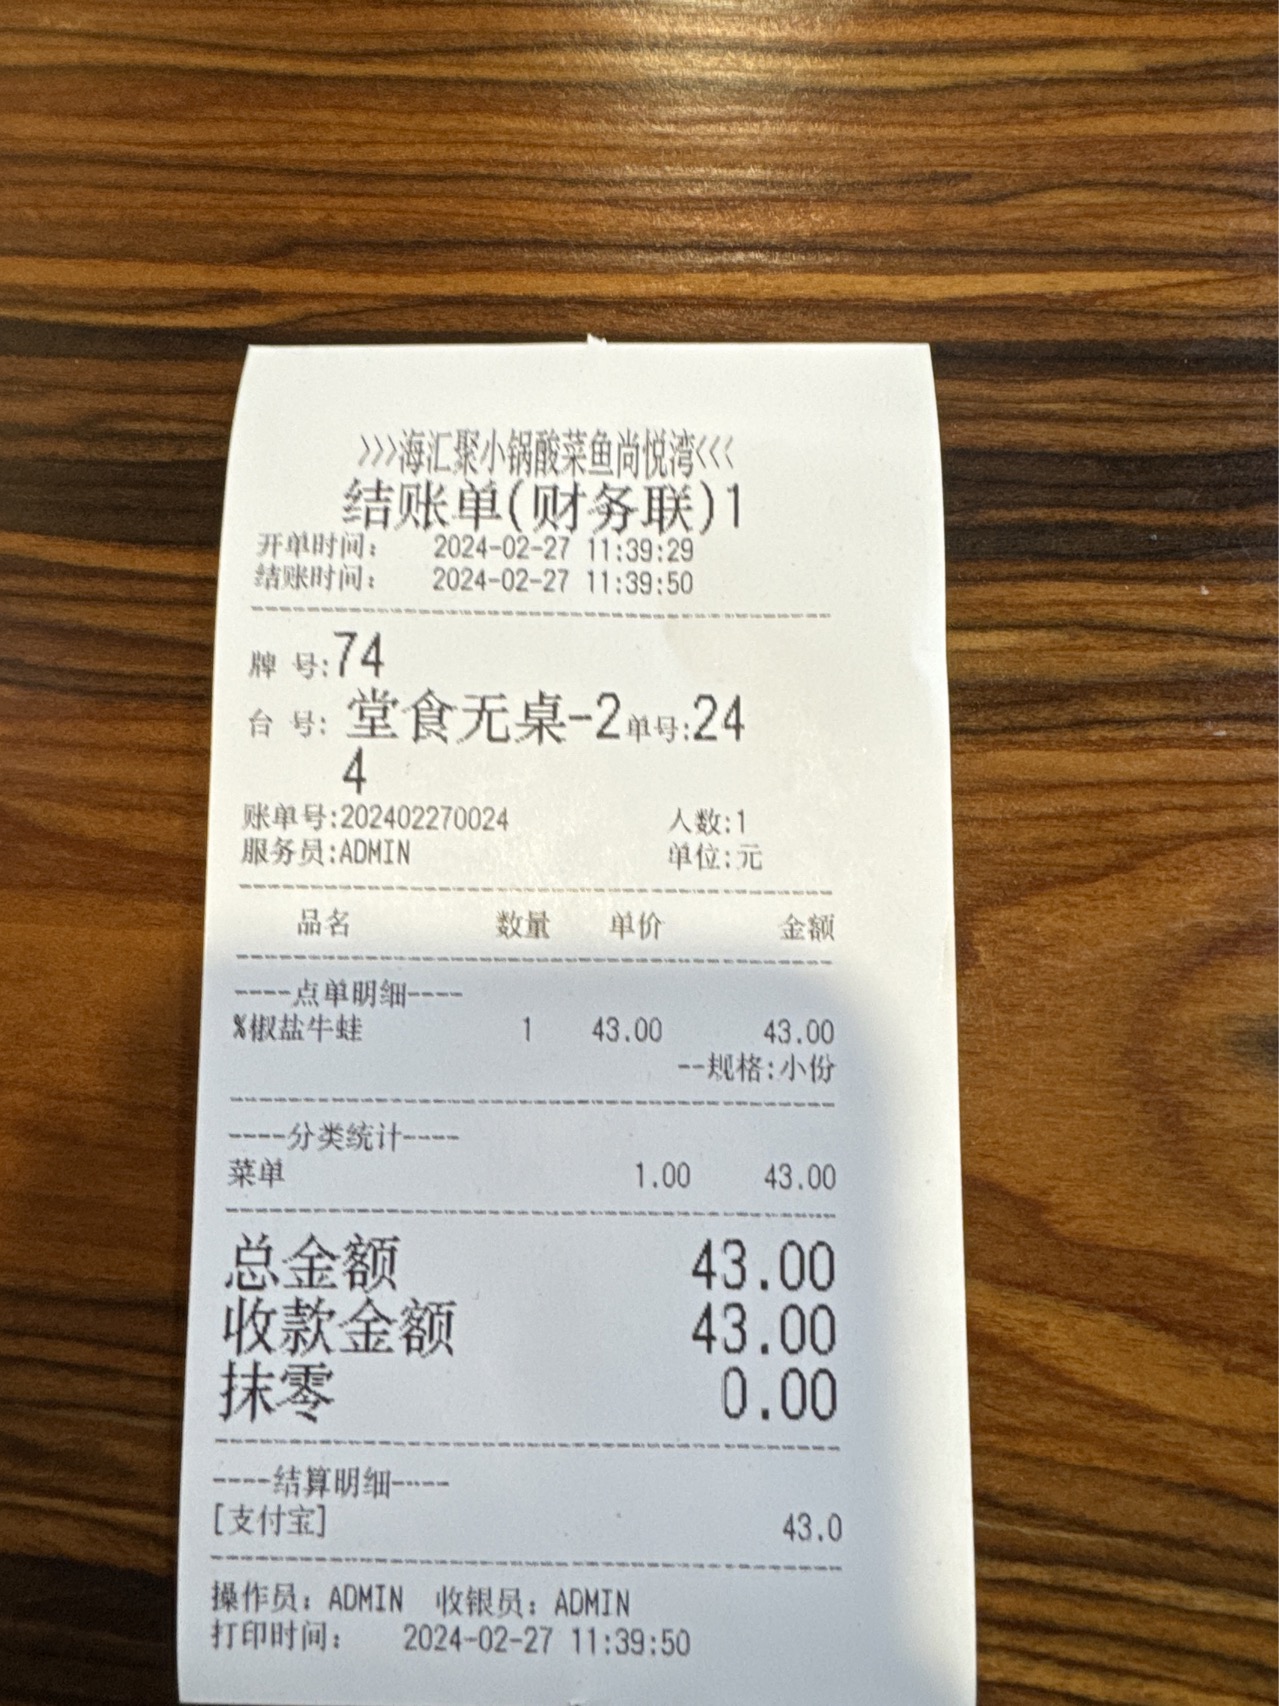 >>>海汇聚小锅酸菜鱼尚悦湾<<<
结账单(财务联)1
开单时间: 2024-02-27 11:39:29
结账时间: 2024-02-27 11:39:50
牌 号:74
台 号: 堂食无桌-2单号:24
4
账单号:202402270024 人数:1
服务员:ADMIN 单位:元
品名 数量 单价 金额
----点单明细----
%椒盐牛蛙 1 43.00 43.00
--规格:小份
----分类统计----
菜单 1.00 43.00
总金额 43.00
收款金额 43.00
抹零 0.00
----结算明细----
[支付宝] 43.0
操作员: ADMIN 收银员: ADMIN
打印时间: 2024-02-27 11:39:50